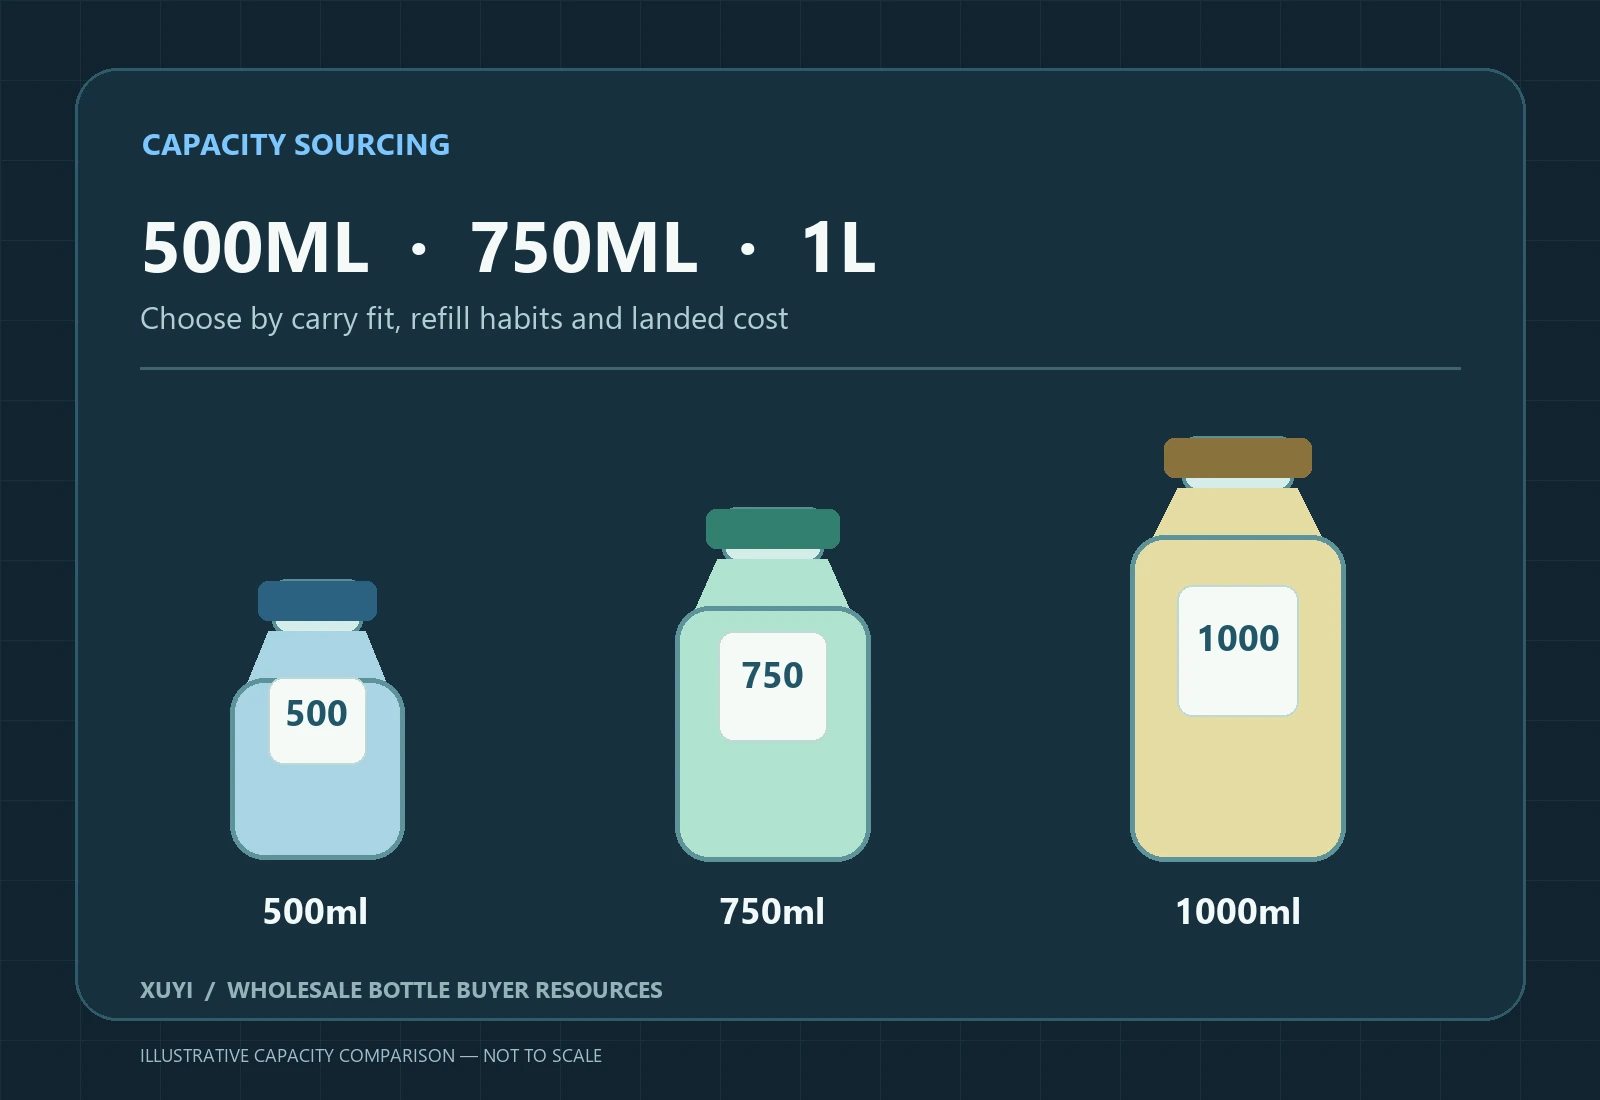 CAPACITY SOURCING
500ML · 750ML · 1L
Choose by carry fit, refill habits and landed cost
500
750
1000
500ml
750ml
1000ml
XUYI / WHOLESALE BOTTLE BUYER RESOURCES
ILLUSTRATIVE CAPACITY COMPARISON — NOT TO SCALE